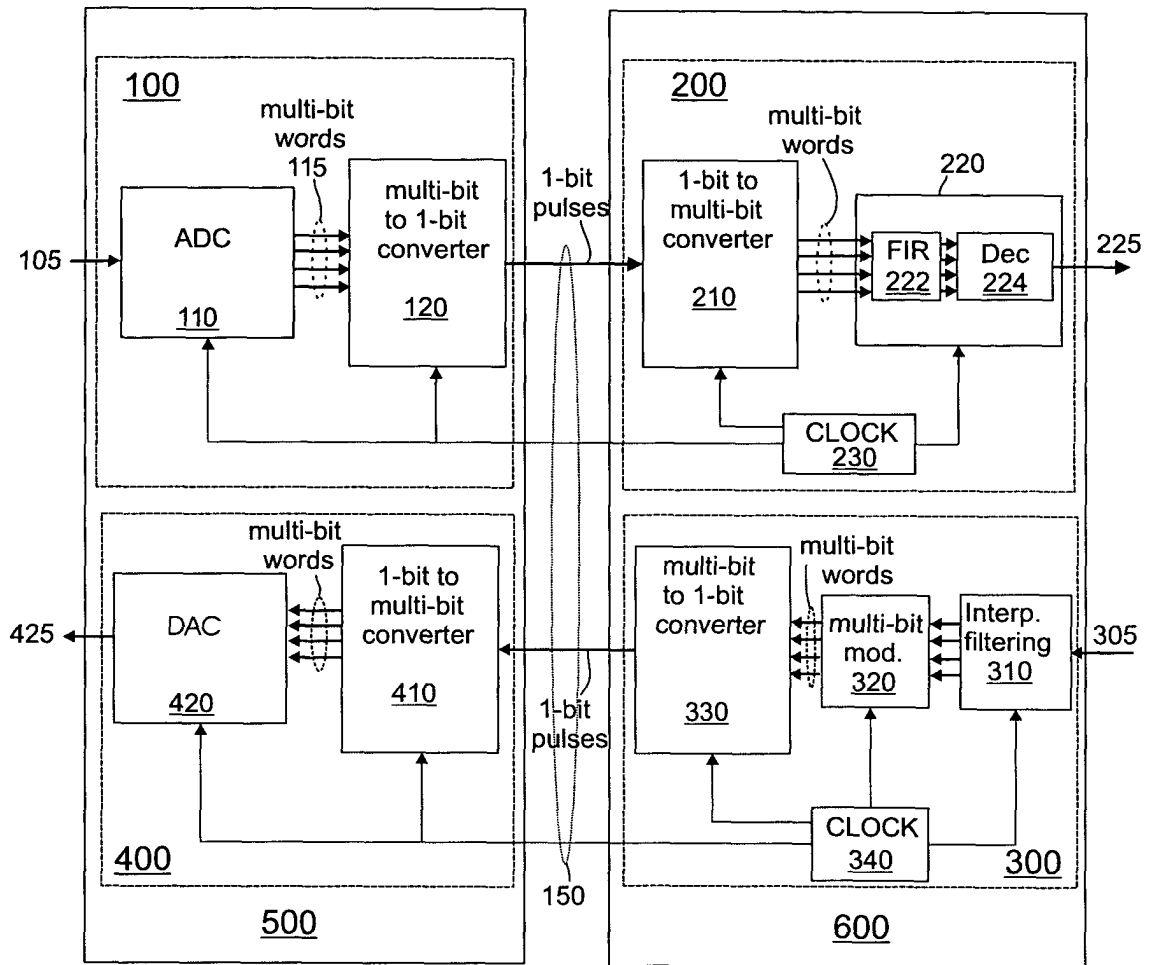 100
multi-bit
words
115
ADC
110
multi-bit
to 1-bit
converter
120
105
1-bit
pulses
200
multi-bit
words
1-bit to
multi-bit
converter
210
220
FIR
222
Dec
224
225
CLOCK
230
multi-bit
words
DAC
420
1-bit to
multi-bit
converter
410
425
400
500
1-bit
pulses
150
multi-bit
to 1-bit
converter
330
multi-bit
words
multi-bit
mod.
320
Interp.
filtering
310
305
CLOCK
340
300
600